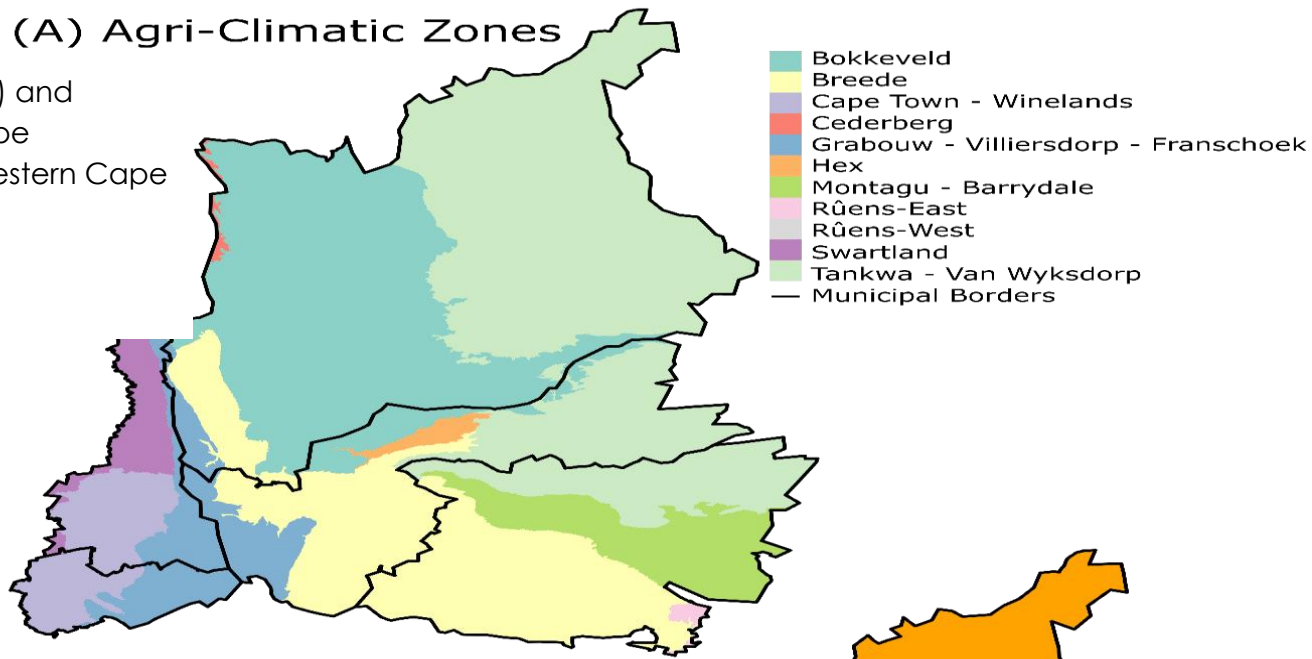 (A) Agri-Climatic Zones
) and
estern Cape
Bokkeveld
Breede
Cape Town - Winelands
Cederberg
Grabouw - Villiersdorp - Franschoek
Hex
Montagu - Barrydale
Rûens-East
Rûens-West
Swartland
Tankwa - Van Wyksdorp
Municipal Borders